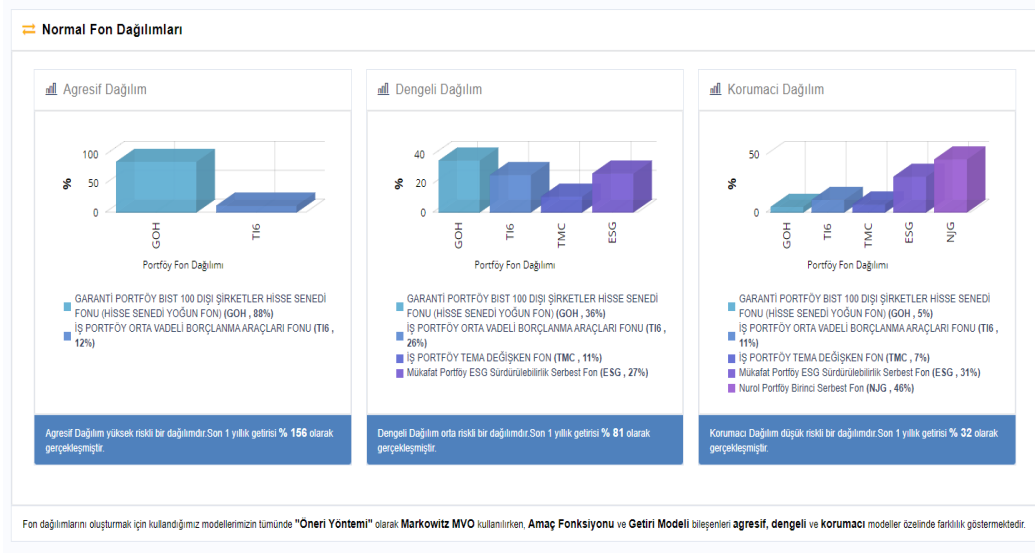 Normal Fon Dağılımları
Agresif Dağılım
100
50
0
%
GOH
TI6
Portföy Fon Dağılımı
GARANTİ PORTFÖY BIST 100 DIŞI ŞİRKETLER HİSSE SENEDİ
FONU (HİSSE SENEDİ YOĞUN FON) (GOH , 88%)
İŞ PORTFÖY ORTA VADELİ BORÇLANMA ARAÇLARI FONU (TI6 ,
12%)
Agresif Dağılım yüksek riskli bir dağılımdır.Son 1 yıllık getirisi % 156 olarak
gerçekleşmiştir.
Dengeli Dağılım
40
20
0
%
GOH
TI6
TMC
ESG
Portföy Fon Dağılımı
GARANTİ PORTFÖY BIST 100 DIŞI ŞİRKETLER HİSSE SENEDİ
FONU (HİSSE SENEDİ YOĞUN FON) (GOH , 36%)
İŞ PORTFÖY ORTA VADELİ BORÇLANMA ARAÇLARI FONU (TI6 ,
26%)
İŞ PORTFÖY TEMA DEĞİŞKEN FON (TMC , 11%)
Mükafat Portföy ESG Sürdürülebilirlik Serbest Fon (ESG , 27%)
Dengeli Dağılım orta riskli bir dağılımdır.Son 1 yıllık getirisi % 81 olarak
gerçekleşmiştir.
Korumaci Dağılım
50
0
%
GOH
TI6
TMC
ESG
NJG
Portföy Fon Dağılımı
GARANTİ PORTFÖY BIST 100 DIŞI ŞİRKETLER HİSSE SENEDİ
FONU (HİSSE SENEDİ YOĞUN FON) (GOH , 5%)
İŞ PORTFÖY ORTA VADELİ BORÇLANMA ARAÇLARI FONU (TI6 ,
11%)
İŞ PORTFÖY TEMA DEĞİŞKEN FON (TMC , 7%)
Mükafat Portföy ESG Sürdürülebilirlik Serbest Fon (ESG , 31%)
Nurol Portföy Birinci Serbest Fon (NJG , 46%)
Korumacı Dağılım düşük riskli bir dağılımdır.Son 1 yıllık getirisi % 32 olarak
gerçekleşmiştir.
Fon dağılımlarını oluşturmak için kullandığımız modellerimizin tümünde "Öneri Yöntemi" olarak Markowitz MVO kullanılırken, Amaç Fonksiyonu ve Getiri Modeli bileşenleri agresif, dengeli ve korumacı modeller özelinde farklılık göstermektedir.